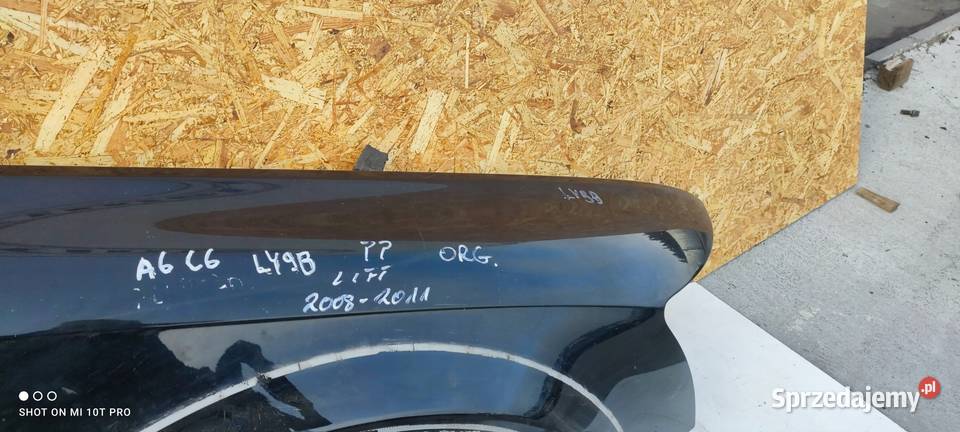 LY9B
A6 C6 LY9B PP ORG.
LIFT
2008-2011
SHOT ON MI 10T PRO
Sprzedajemy.pl